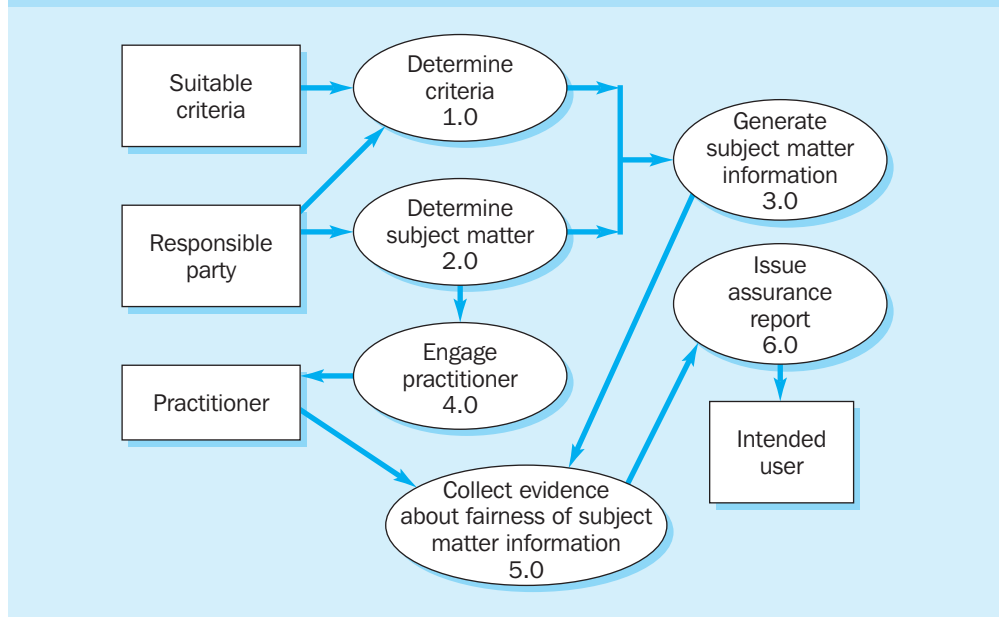 Suitable
criteria
Determine
criteria
1.0
Generate
subject matter
information
3.0
Responsible
party
Determine
subject matter
2.0
Issue
assurance
report
6.0
Practitioner
Engage
practitioner
4.0
Intended
user
Collect evidence
about fairness of subject
matter information
5.0